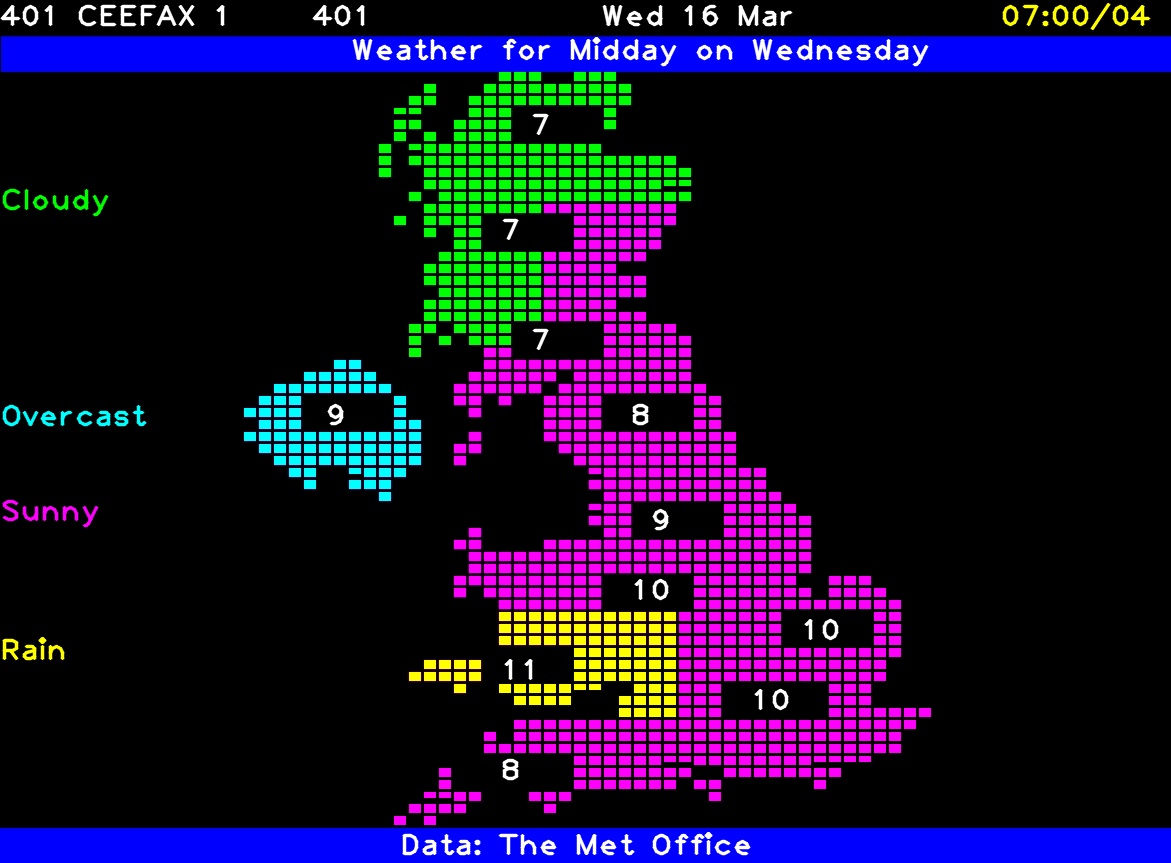 401 CEEFAX 1 401 Wed 16 Mar 07:00/04
Weather for Midday on Wednesday
7
Cloudy
7
7
Overcast 9 8
Sunny
9
10
10
Rain
11
10
8
Data: The Met Office